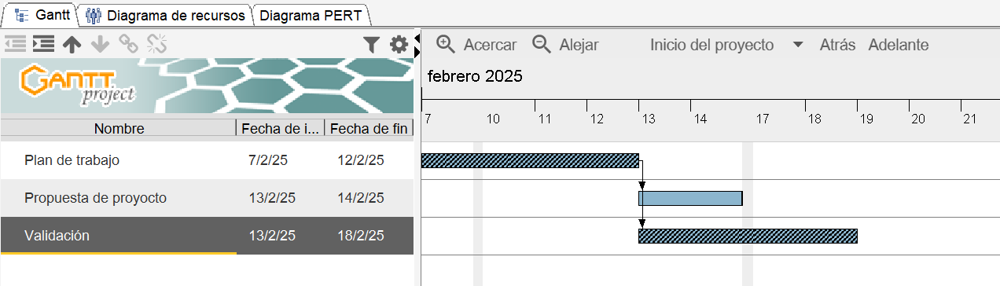 Gantt Diagrama de recursos Diagrama PERT
Acercar Alejar Inicio del proyecto Atrás Adelante
GANTT
project
febrero 2025
7 10 11 12 13 14 17 18 19 20 21
Nombre Fecha de i... Fecha de fin
Plan de trabajo 7/2/25 12/2/25
Propuesta de proyocto 13/2/25 14/2/25
Validación 13/2/25 18/2/25